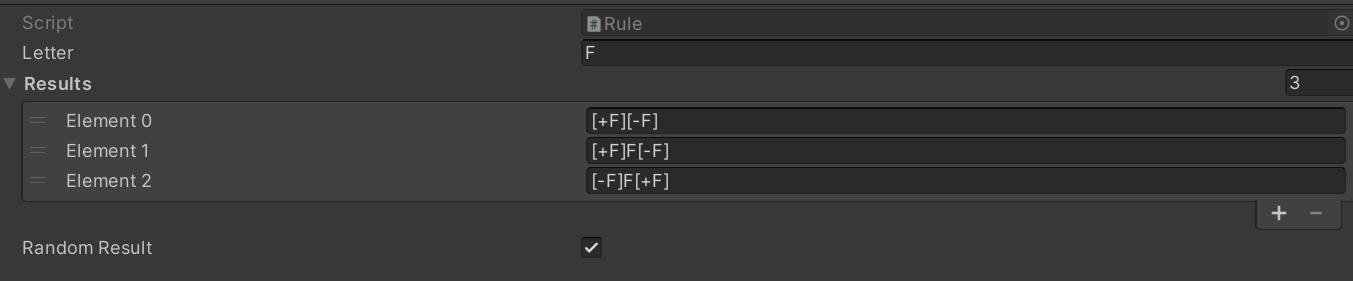 Script # Rule
Letter F
Results 3
Element 0 [+F][-F]
Element 1 [+F]F[-F]
Element 2 [-F]F[+F]
+ −
Random Result